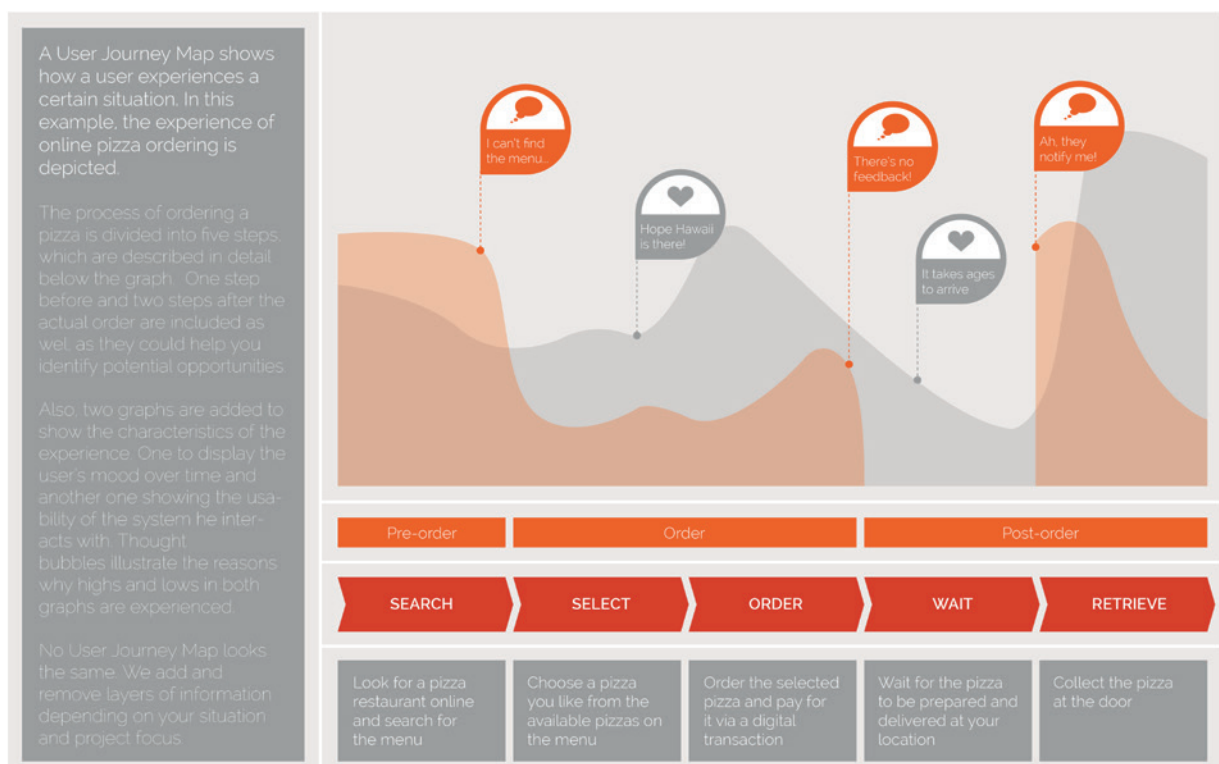 A User Journey Map shows
how a user experiences a
certain situation. In this
example, the experience of
online pizza ordering is
depicted.
The process of ordering a
pizza is divided into five steps,
which are described in detail
below the graph. One step
before and two steps after the
actual order are included as
wel, as they could help you
identify potential opportunities.
Also, two graphs are added to
show the characteristics of the
experience. One to display the
user's mood over time and
another one showing the usa-
bility of the system he inter-
acts with. Thought
bubbles illustrate the reasons
why highs and lows in both
graphs are experienced.
No User Journey Map looks
the same. We add and
remove layers of information
depending on your situation
and project focus.
I can't find
the menu...
Hope Hawaii
is there!
There's no
feedback!
It takes ages
to arrive
Ah, they
notify me!
Pre-order
Order
Post-order
SEARCH
SELECT
ORDER
WAIT
RETRIEVE
Look for a pizza
restaurant online
and search for
the menu
Choose a pizza
you like from the
available pizzas on
the menu
Order the selected
pizza and pay for
it via a digital
transaction
Wait for the pizza
to be prepared and
delivered at your
location
Collect the pizza
at the door